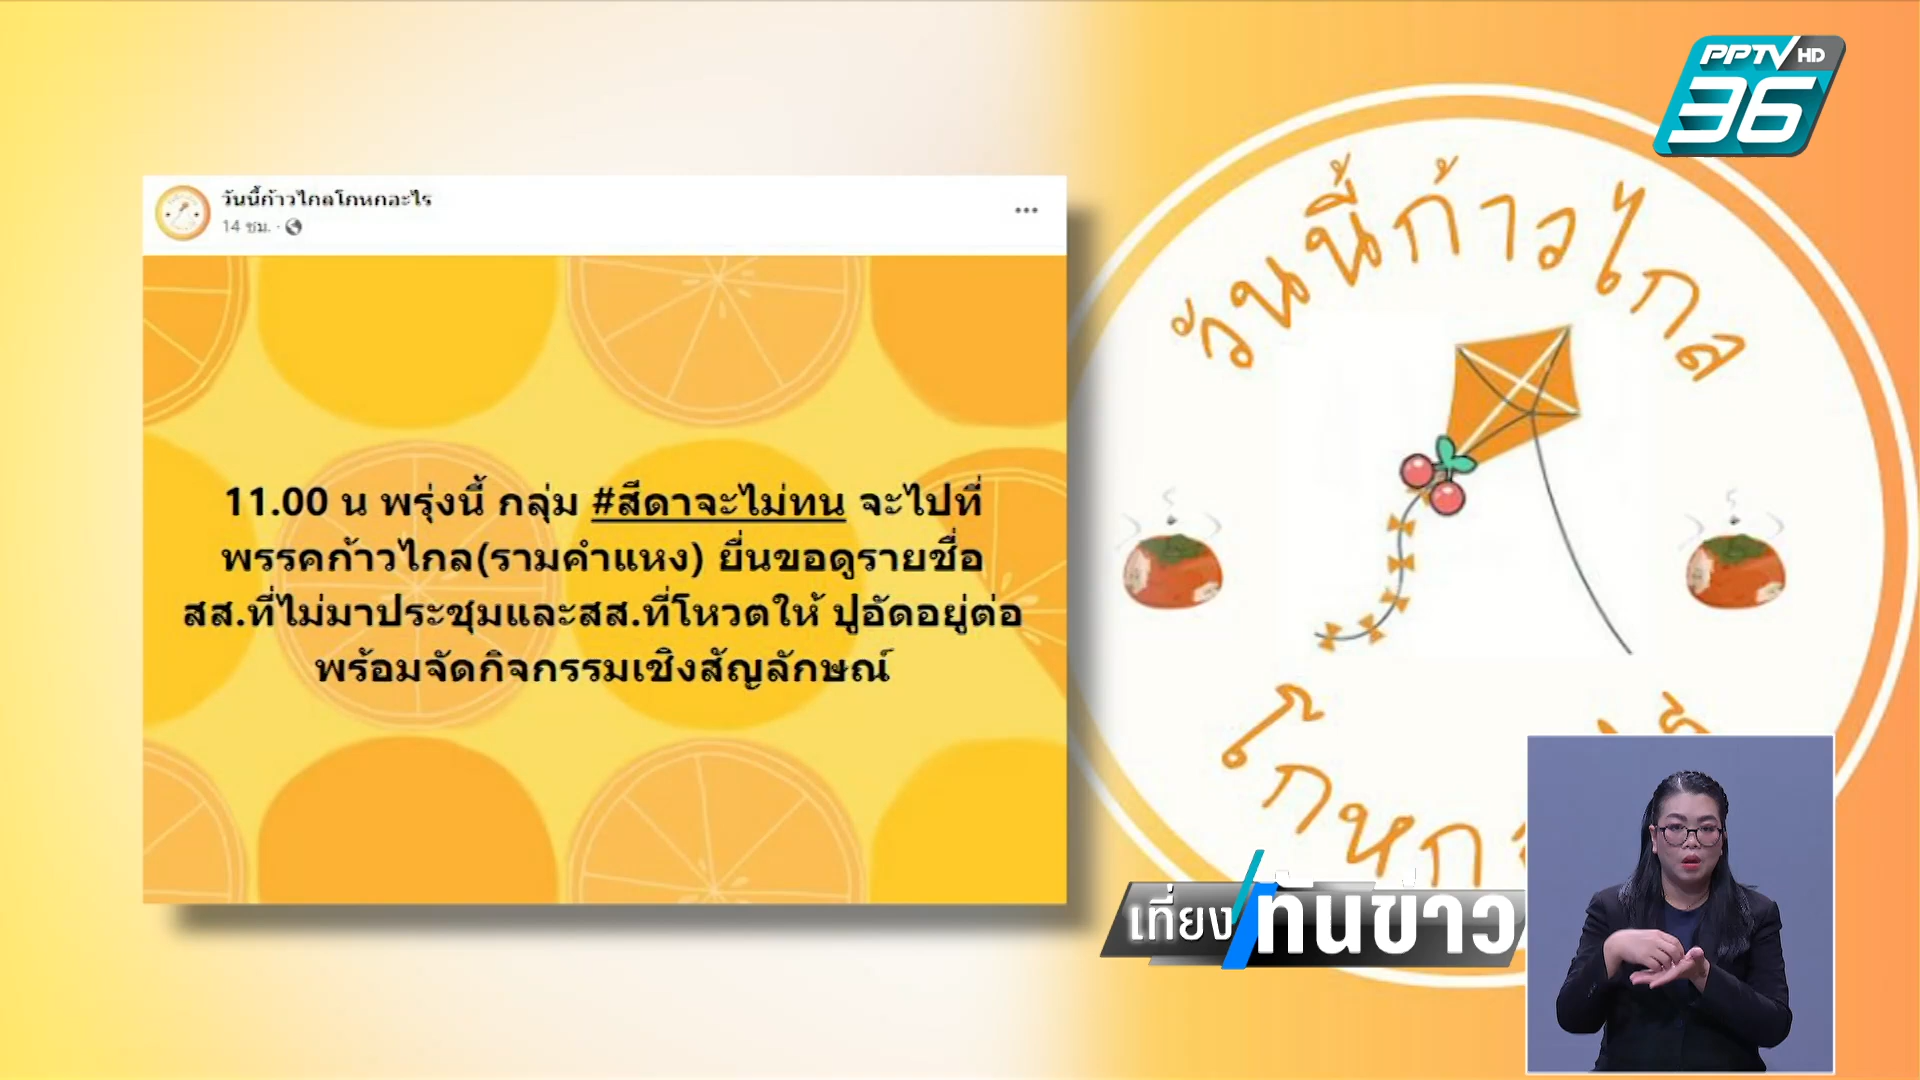 PPTV HD
36
วันนี้ก้าวไกลโกหกอะไร
14 ชม.
11.00 น พรุ่งนี้ กลุ่ม #สีดาจะไม่ทน จะไปที่
พรรคก้าวไกล(รามคำแหง) ยื่นขอดูรายชื่อ
สส.ที่ไม่มาประชุมและสส.ที่โหวตให้ ปูอัดอยู่ต่อ
พร้อมจัดกิจกรรมเชิงสัญลักษณ์
วันนี้ก้าวไกล
โกหก
เที่ยงทันข่าว